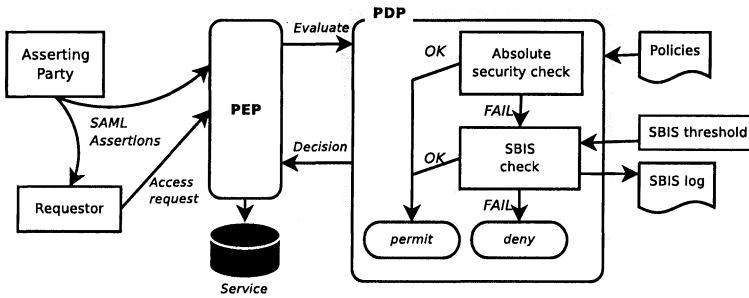 PDP
Asserting
Party
SAML
Assertions
Requestor
Access
request
PEP
Service
Evaluate
Decision
OK
Absolute
security check
FAIL
OK
SBIS
check
FAIL
permit
deny
Policies
SBIS threshold
SBIS log